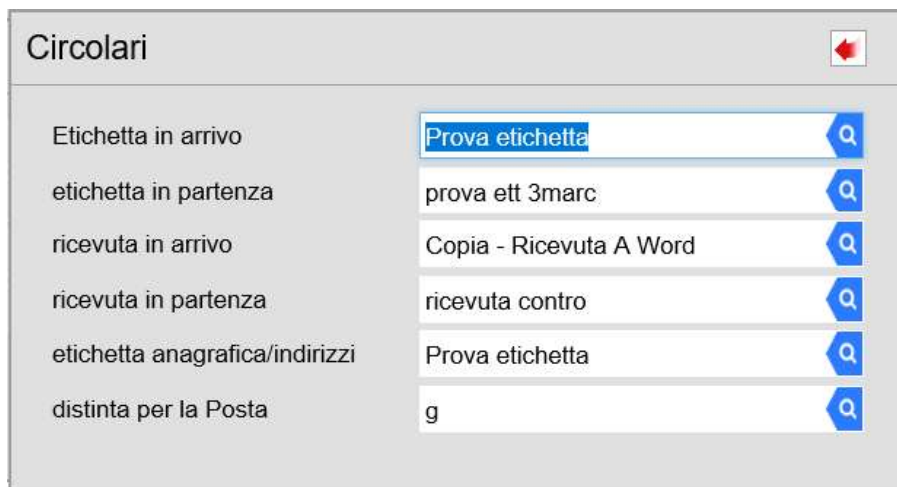 Circolari
Etichetta in arrivo Prova etichetta
etichetta in partenza prova ett 3marc
ricevuta in arrivo Copia - Ricevuta A Word
ricevuta in partenza ricevuta contro
etichetta anagrafica/indirizzi Prova etichetta
distinta per la Posta g